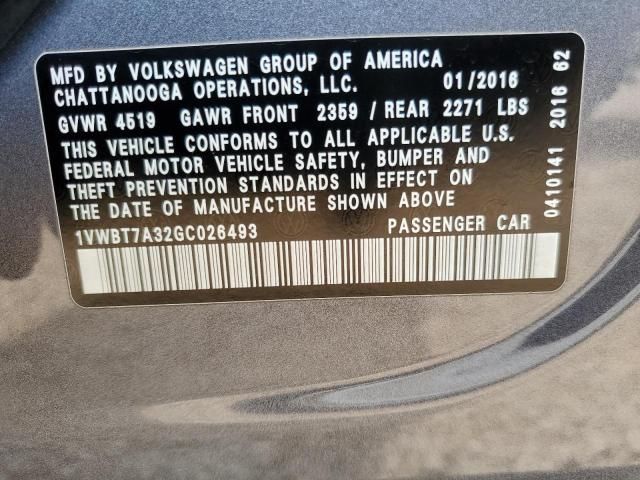 MFD BY VOLKSWAGEN GROUP OF AMERICA
CHATTANOOGA OPERATIONS, LLC. 01/2016
GVWR 4519 GAWR FRONT 2359 / REAR 2271 LBS
THIS VEHICLE CONFORMS TO ALL APPLICABLE U.S.
FEDERAL MOTOR VEHICLE SAFETY, BUMPER AND
THEFT PREVENTION STANDARDS IN EFFECT ON
THE DATE OF MANUFACTURE SHOWN ABOVE
1VWBT7A32GC026493 PASSENGER CAR
0410141 2016 62